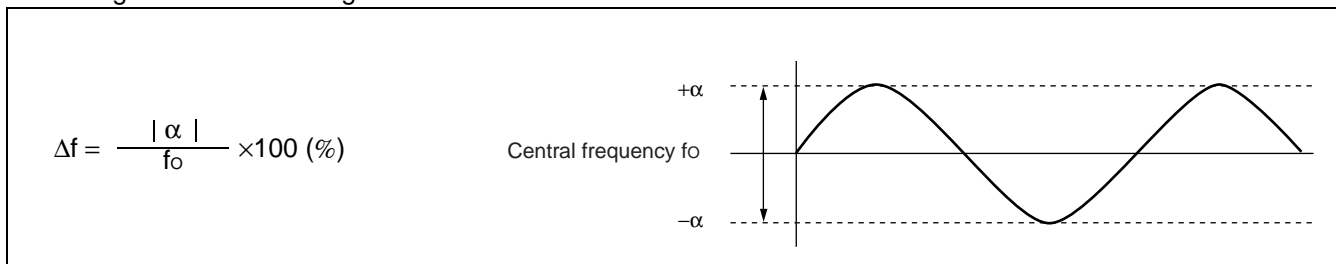 Δf = | α | / fO ×100 (%)
+α
Central frequency fO
−α